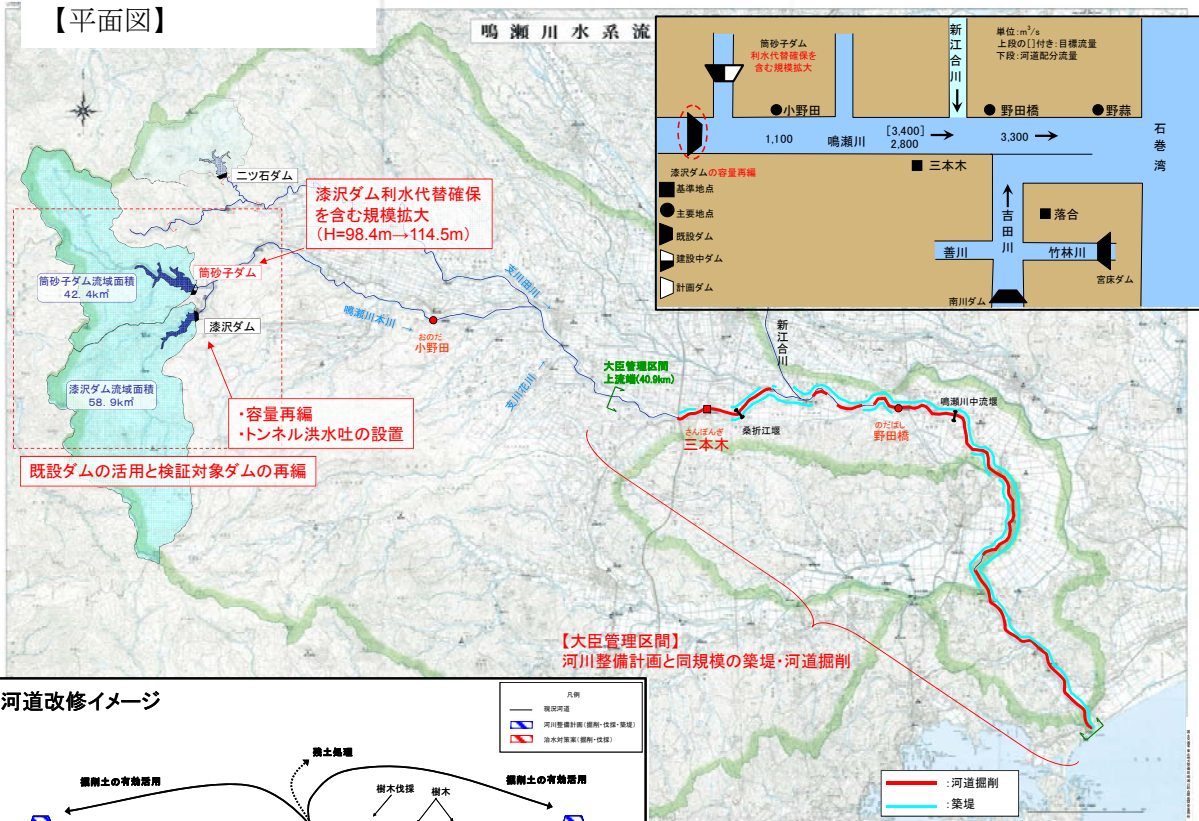 【平面図】
鳴瀬川水系流
筒砂子ダム
利水代替確保を
含む規模拡大
新江合川
単位:m³/s
上段の[]付き:目標流量
下段:河道配分流量
小野田
野田橋
野蒜
1,100
鳴瀬川
[3,400]
2,800
3,300
石巻湾
漆沢ダムの容量再編
三本木
基準地点
主要地点
既設ダム
建設中ダム
計画ダム
吉田川
落合
善川
竹林川
宮床ダム
南川ダム
二ツ石ダム
漆沢ダム利水代替確保
を含む規模拡大
(H=98.4m→114.5m)
筒砂子ダム流域面積
42.4k㎡
筒砂子ダム
漆沢ダム
漆沢ダム流域面積
58.9k㎡
・容量再編
・トンネル洪水吐の設置
既設ダムの活用と検証対象ダムの再編
鳴瀬川本川
おのだ
小野田
支川田川
支川花川
大臣管理区間
上流端(40.9km)
新江合川
さんぼんぎ
三本木
桑折江堰
のだばし
野田橋
鳴瀬川中流堰
【大臣管理区間】
河川整備計画と同規模の築堤・河道掘削
河道改修イメージ
凡例
現況河道
河川整備計画(掘削・伐採・築堤)
治水対策案(掘削・伐採)
残土処理
掘削土の有効活用
掘削土の有効活用
樹木伐採
樹木
:河道掘削
:築堤